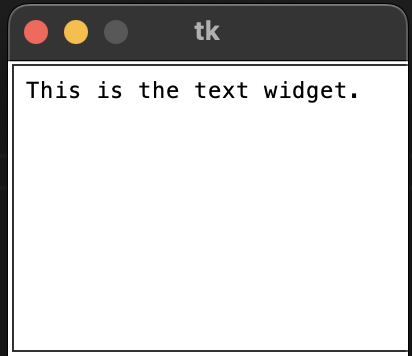 tk
This is the text widget.